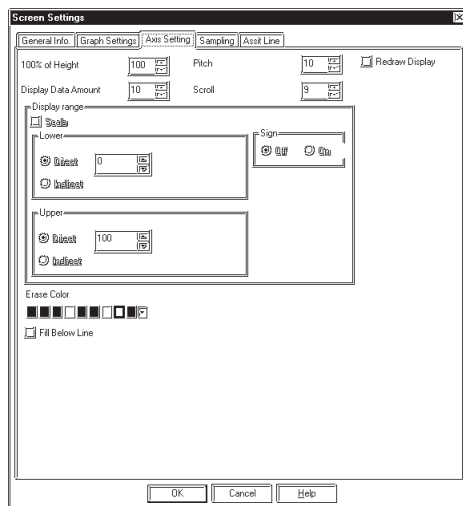 Screen Settings
General Info. Graph Settings Axis Setting Sampling Assit Line
100% of Height 100 Pitch 10 Redraw Display
Display Data Amount 10 Scroll 9
Display range
Scale
Lower
Direct 0
Indirect
Sign
Off On
Upper
Direct 100
Indirect
Erase Color
Fill Below Line
OK Cancel Help